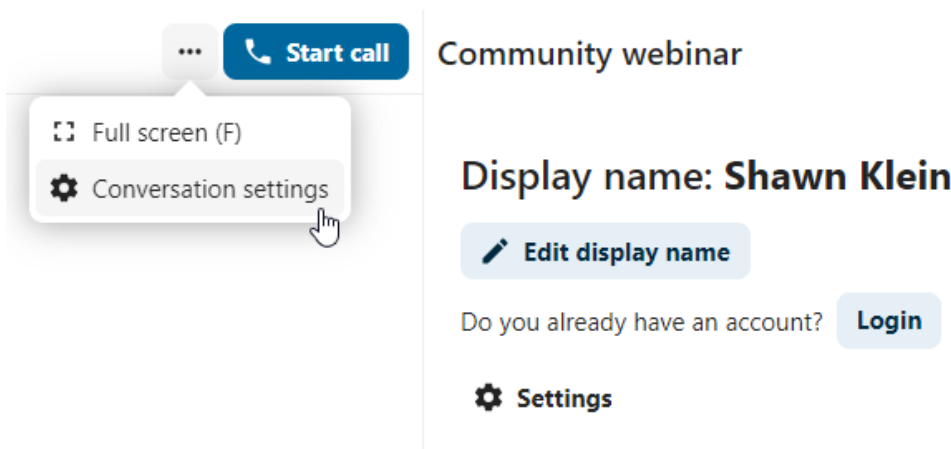 Start call
Full screen (F)
Conversation settings
Community webinar
Display name: Shawn Klein
Edit display name
Do you already have an account? Login
Settings